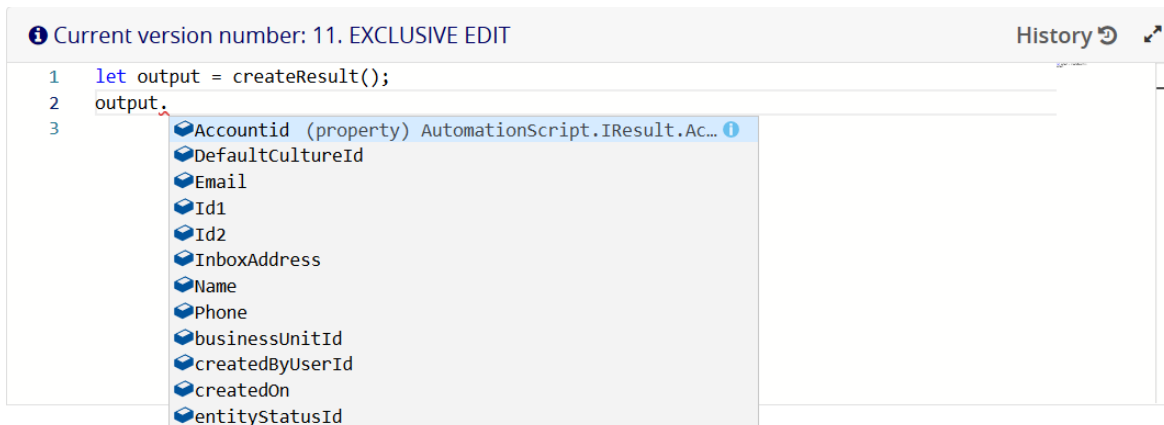 Current version number: 11. EXCLUSIVE EDIT
History
1 let output = createResult();
2 output.
3
Accountid (property) AutomationScript.IResult.Ac…
DefaultCultureId
Email
Id1
Id2
InboxAddress
Name
Phone
businessUnitId
createdByUserId
createdOn
entityStatusId